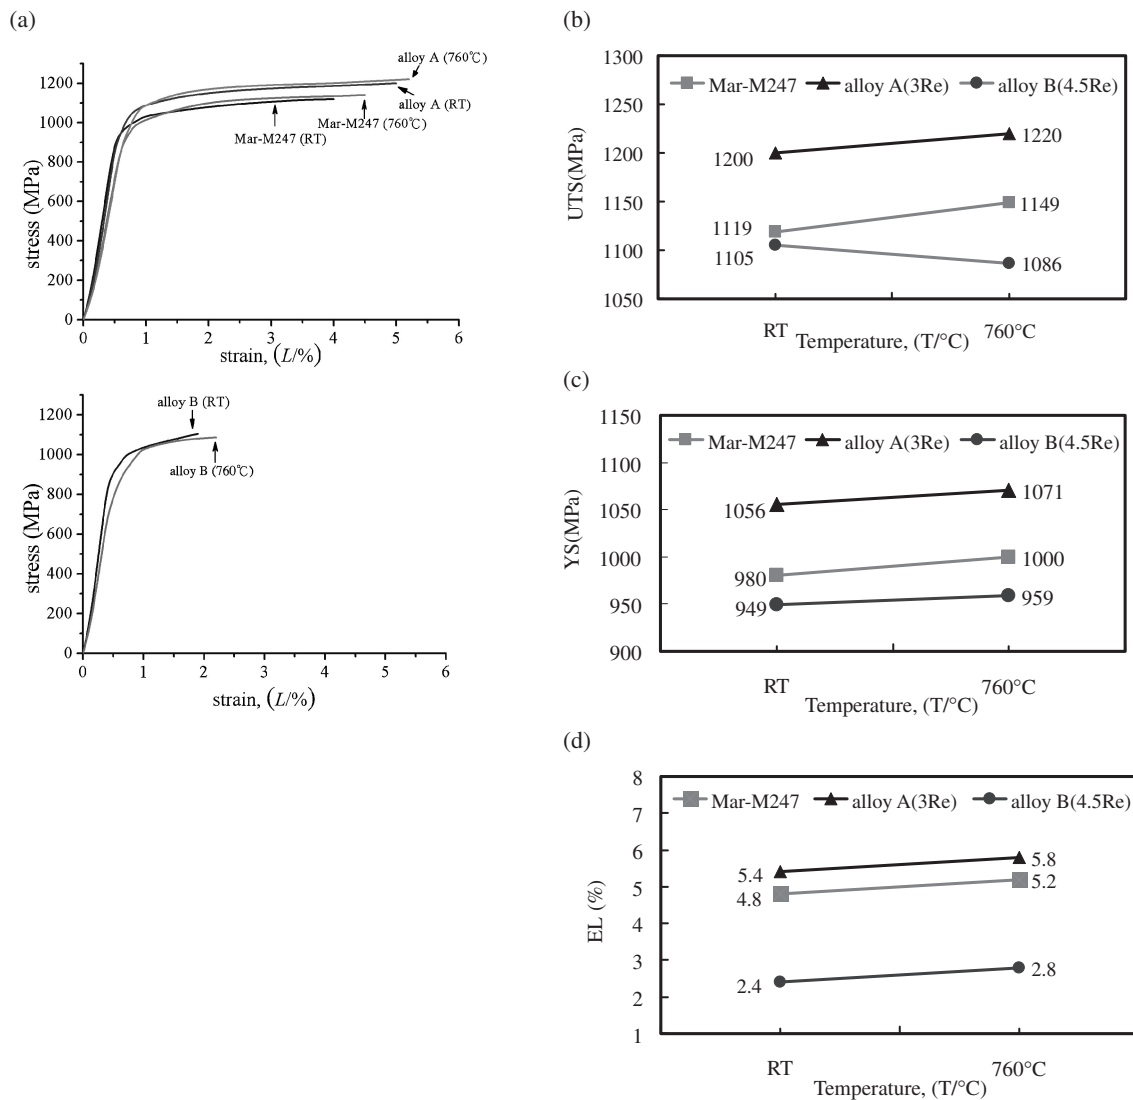 (a)
alloy A (760℃)
alloy A (RT)
Mar-M247 (760℃)
Mar-M247 (RT)
1200
1000
800
600
400
200
0
stress (MPa)
0 1 2 3 4 5 6
strain, (L/%)
alloy B (RT)
alloy B (760℃)
1200
1000
800
600
400
200
0
stress (MPa)
0 1 2 3 4 5 6
strain, (L/%)
(b)
1300
1250
1200
1150
1100
1050
UTS(MPa)
Mar-M247 alloy A(3Re) alloy B(4.5Re)
1200 1220
1119 1149
1105 1086
RT 760°C
Temperature, (T/°C)
(c)
1150
1100
1050
1000
950
900
YS(MPa)
Mar-M247 alloy A(3Re) alloy B(4.5Re)
1056 1071
980 1000
949 959
RT 760°C
Temperature, (T/°C)
(d)
8
7
6
5
4
3
2
1
EL (%)
Mar-M247 alloy A(3Re) alloy B(4.5Re)
5.4 5.8
4.8 5.2
2.4 2.8
RT 760°C
Temperature, (T/°C)